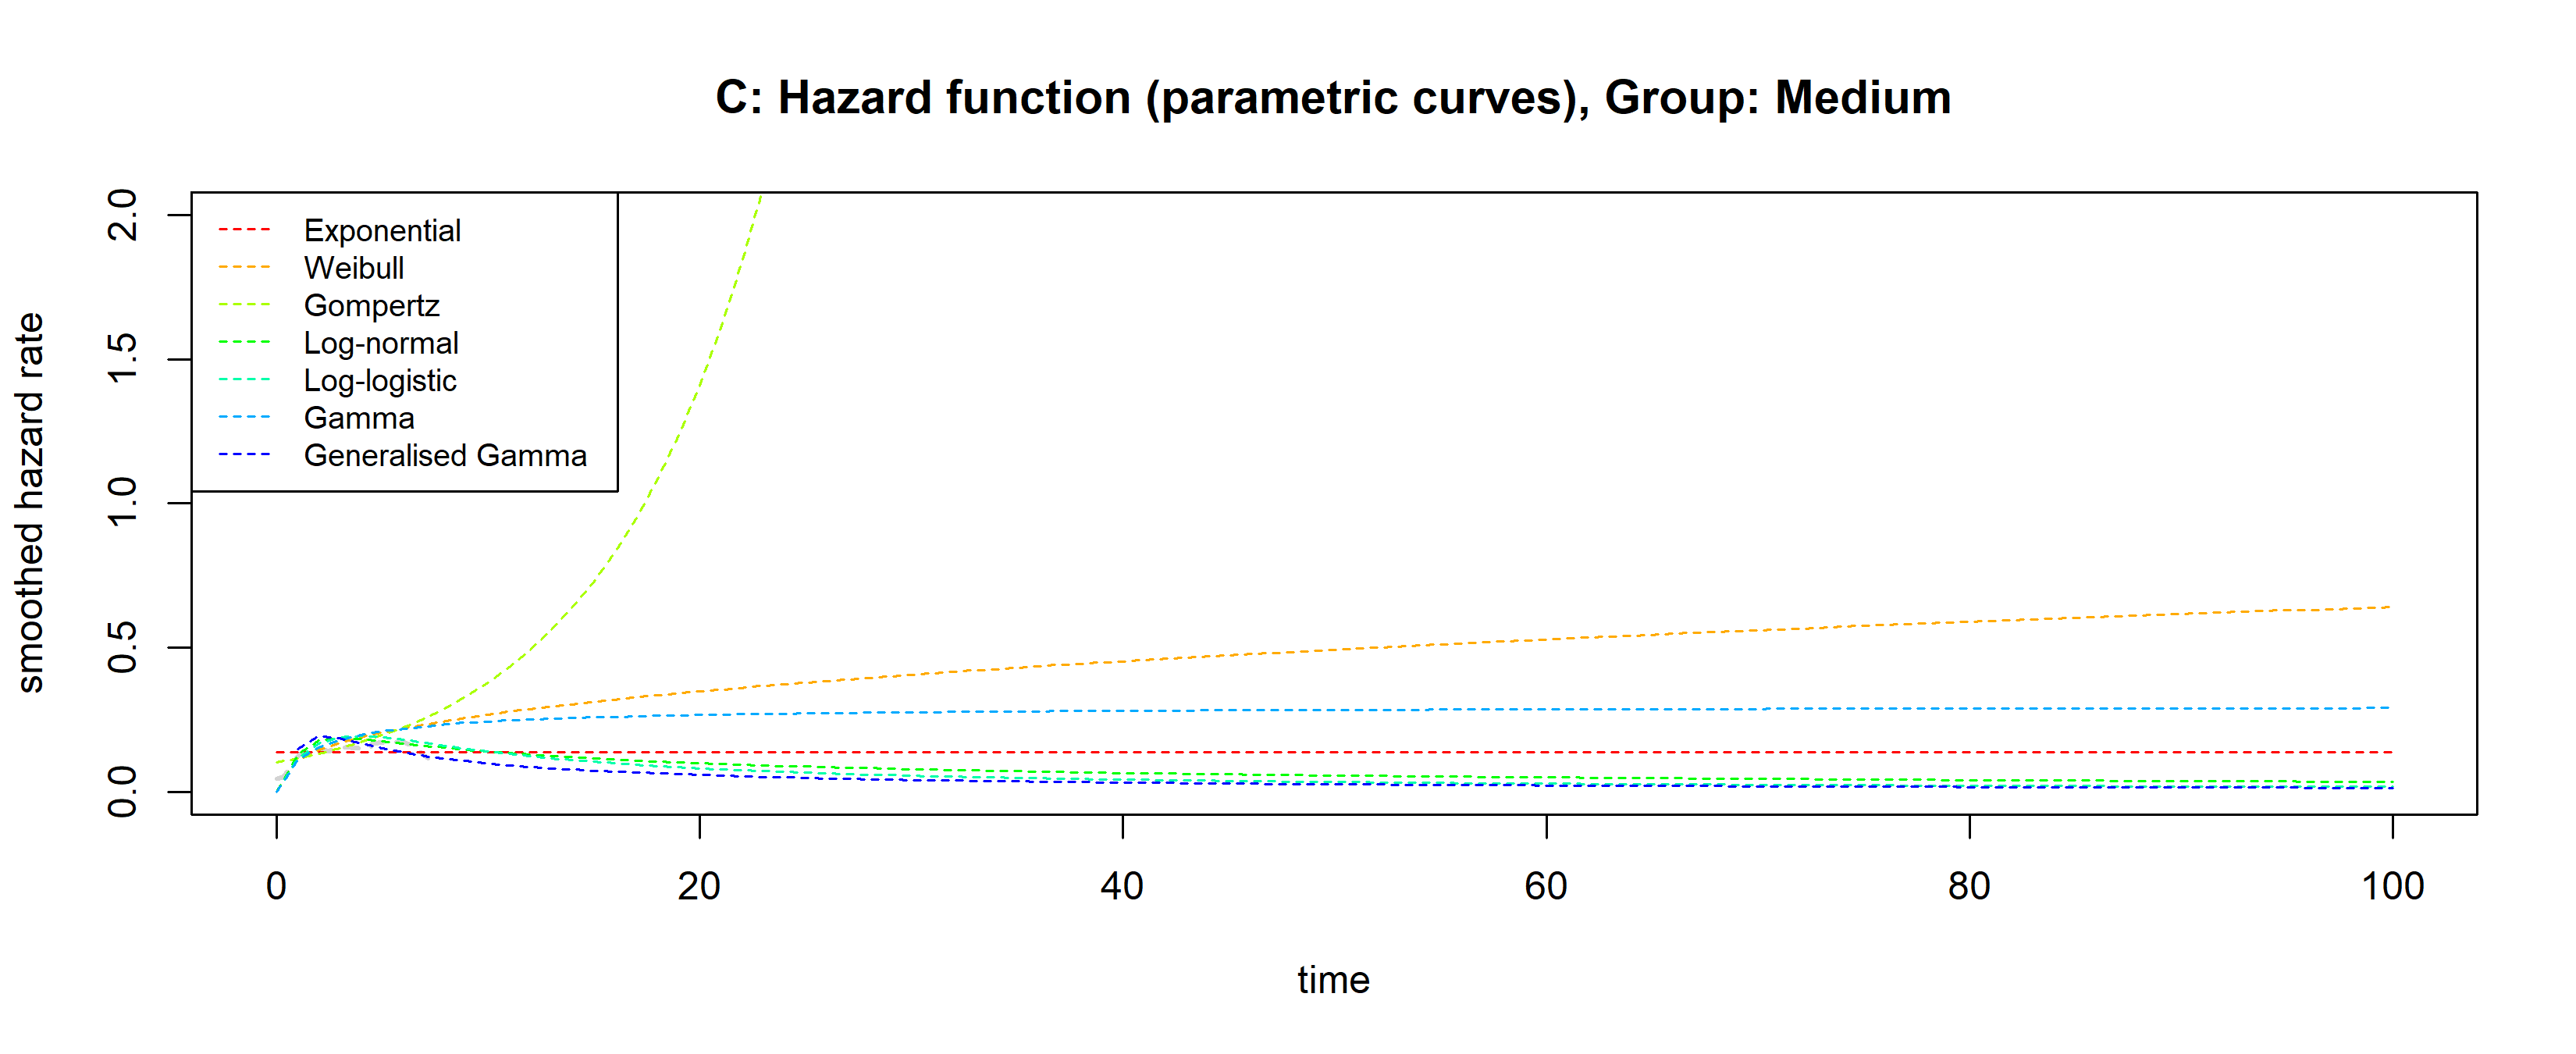 C: Hazard function (parametric curves), Group: Medium
smoothed hazard rate
2.0
1.5
1.0
0.5
0.0
Exponential
Weibull
Gompertz
Log-normal
Log-logistic
Gamma
Generalised Gamma
0 20 40 60 80 100
time